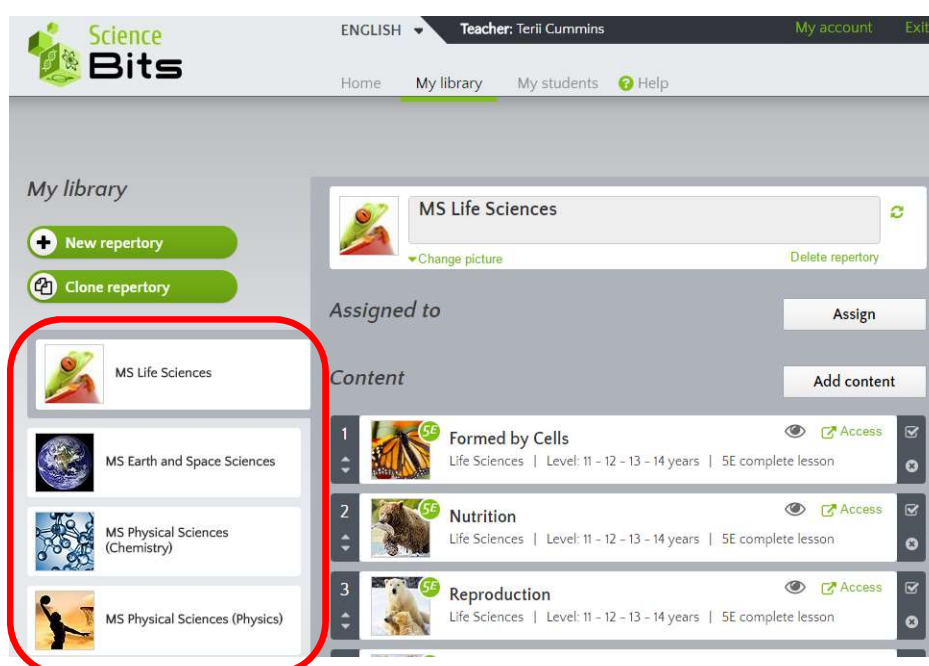 Science
Bits
ENGLISH
Teacher: Terii Cummins
My account
Exit
Home
My library
My students
Help
My library
New repertory
Clone repertory
MS Life Sciences
MS Earth and Space Sciences
MS Physical Sciences
(Chemistry)
MS Physical Sciences (Physics)
MS Life Sciences
Change picture
Delete repertory
Assigned to
Assign
Content
Add content
1
5E
Formed by Cells
Access
Life Sciences | Level: 11 – 12 – 13 – 14 years | 5E complete lesson
2
5E
Nutrition
Access
Life Sciences | Level: 11 – 12 – 13 – 14 years | 5E complete lesson
3
5E
Reproduction
Access
Life Sciences | Level: 11 – 12 – 13 – 14 years | 5E complete lesson